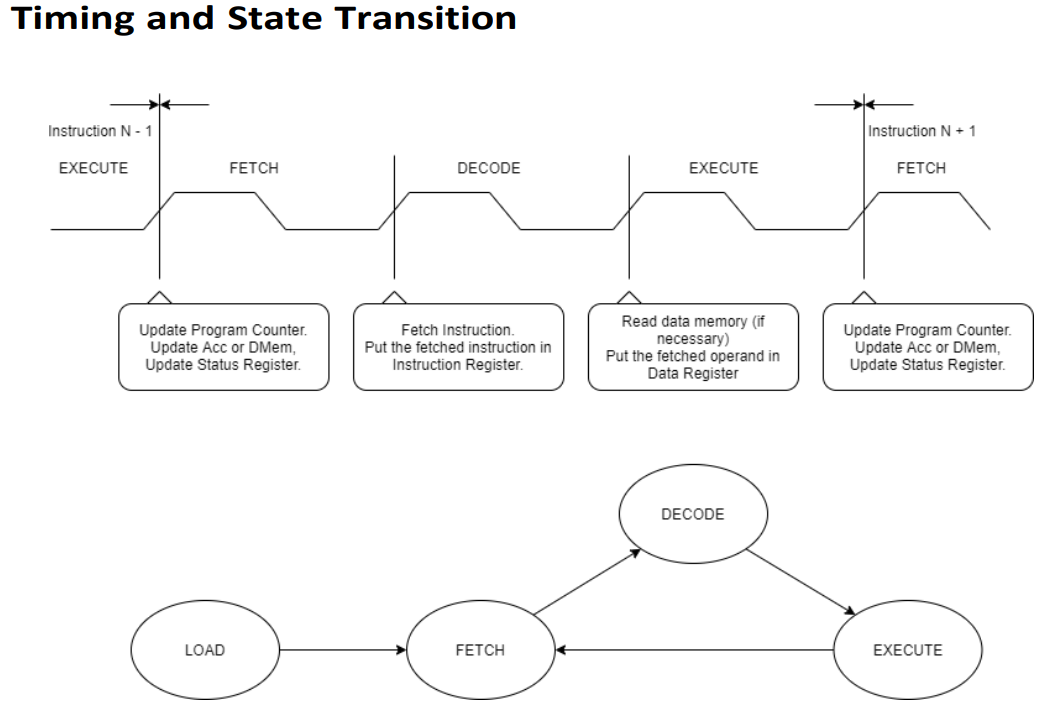 Timing and State Transition
Instruction N - 1
Instruction N + 1
EXECUTE
FETCH
DECODE
EXECUTE
FETCH
Update Program Counter.
Update Acc or DMem,
Update Status Register.
Fetch Instruction.
Put the fetched instruction in
Instruction Register.
Read data memory (if
necessary)
Put the fetched operand in
Data Register
Update Program Counter.
Update Acc or DMem,
Update Status Register.
DECODE
LOAD
FETCH
EXECUTE